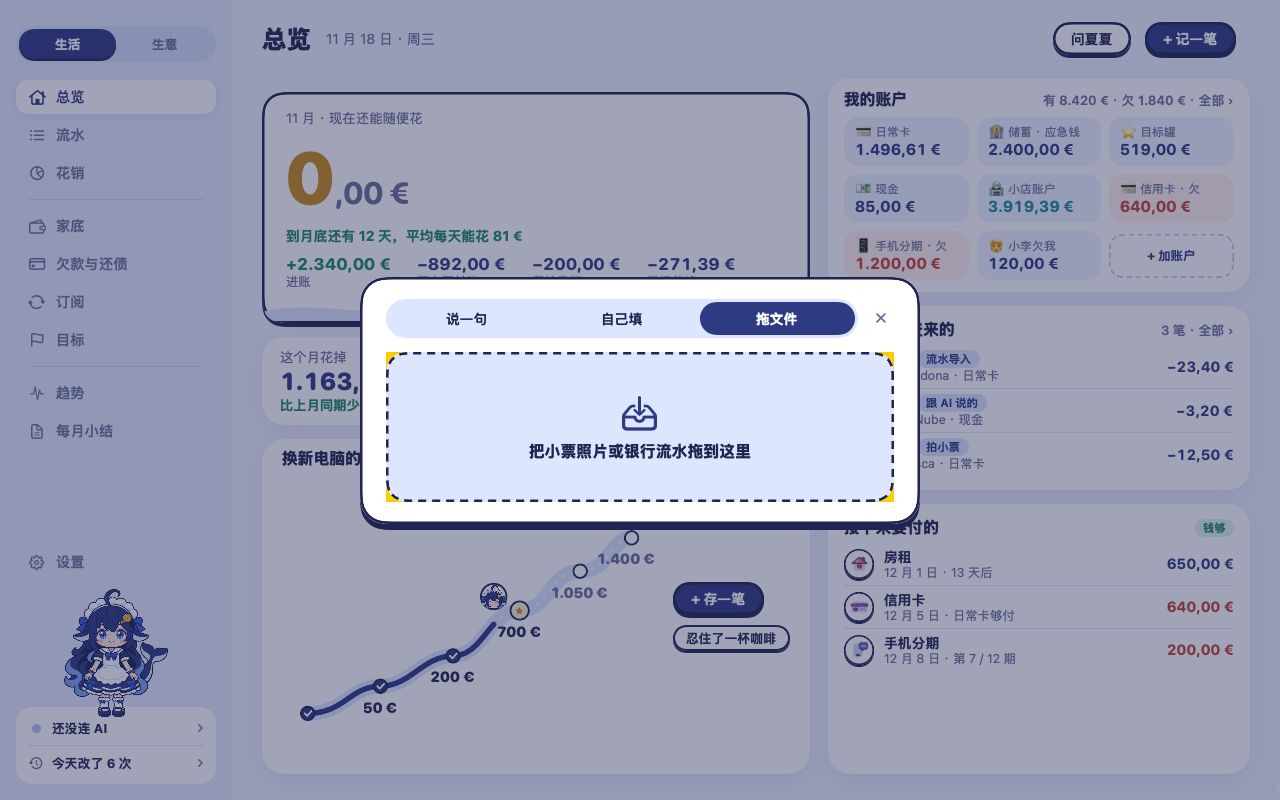 生活
生意
总览
流水
花销
家底
欠款与还债
订阅
目标
趋势
每月小结
设置
还没连 AI
今天改了 6 次
总览
11 月 18 日 · 周三
问夏夏
+ 记一笔
11 月 · 现在还能随便花
0,00 €
到月底还有 12 天，平均每天能花 81 €
+2.340,00 €
−892,00 €
−200,00 €
−271,39 €
进账
这个月花掉
1.163,
比上月同期少
换新电脑的
50 €
200 €
700 €
1.050 €
1.400 €
+ 存一笔
忍住了一杯咖啡
说一句
自己填
拖文件
把小票照片或银行流水拖到这里
我的账户
有 8.420 € · 欠 1.840 € · 全部 ›
日常卡
1.496,61 €
储蓄 · 应急钱
2.400,00 €
目标罐
519,00 €
现金
85,00 €
小店账户
3.919,39 €
信用卡 · 欠
640,00 €
手机分期 · 欠
1.200,00 €
小李欠我
120,00 €
+ 加账户
来的
3 笔 · 全部 ›
流水导入
dona · 日常卡
−23,40 €
跟 AI 说的
Nube · 现金
−3,20 €
拍小票
sca · 日常卡
−12,50 €
接下来要付的
钱够
房租
12 月 1 日 · 13 天后
650,00 €
信用卡
12 月 5 日 · 日常卡够付
640,00 €
手机分期
12 月 8 日 · 第 7 / 12 期
200,00 €